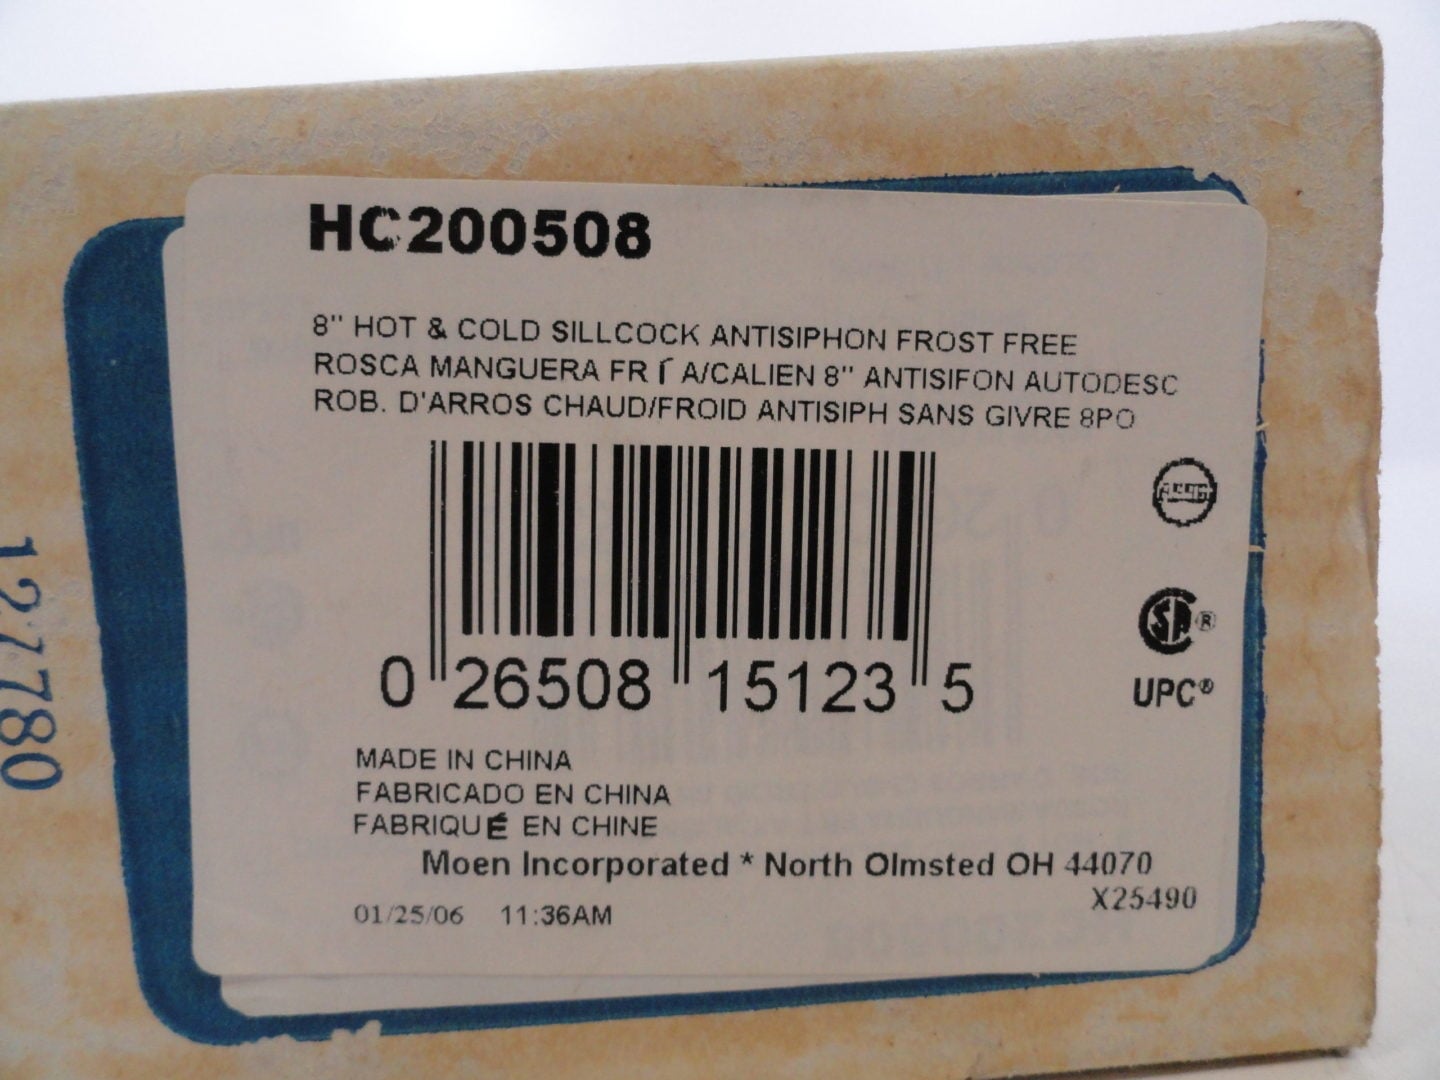 HC200508
8" HOT & COLD SILLCOCK ANTISIPHON FROST FREE
ROSCA MANGUERA FR Í A/CALIEN 8" ANTISIFON AUTODESC
ROB. D'ARROS CHAUD/FROID ANTISIPH SANS GIVRE 8PO
0 26508 15123 5
SA®
UPC®
MADE IN CHINA
FABRICADO EN CHINA
FABRIQUÉ EN CHINE
Moen Incorporated * North Olmsted OH 44070
X25490
01/25/06 11:36AM
127780